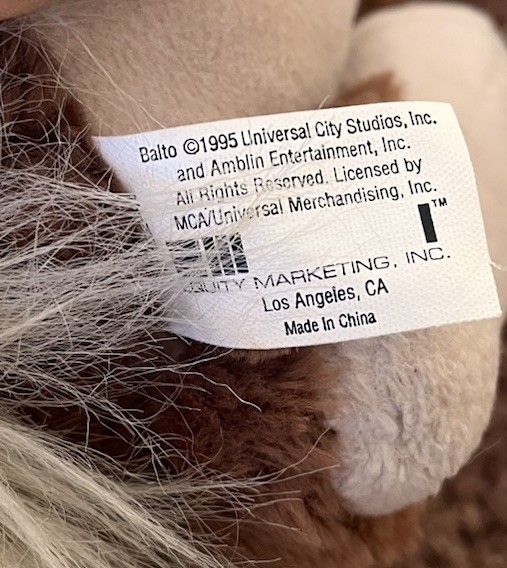 Balto ©1995 Universal City Studios, Inc.
and Amblin Entertainment, Inc.
All Rights Reserved. Licensed by
MCA/Universal Merchandising, Inc.
TM
MARKETING, INC.
Los Angeles, CA
Made In China